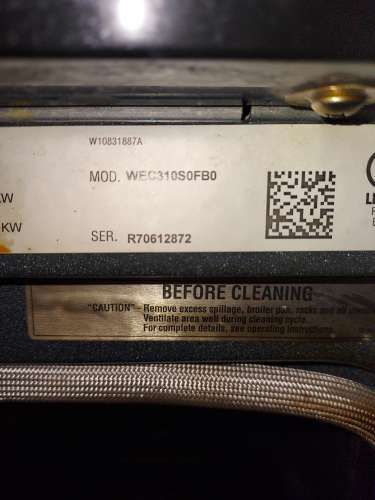 W10831887A
MOD. WEC310S0FB0
KW
SER. R70612872
BEFORE CLEANING
"CAUTION" - Remove excess spillage, broiler pan, racks and all utensils
Ventilate area well during cleaning cycle.
For complete details, see operating instructions.